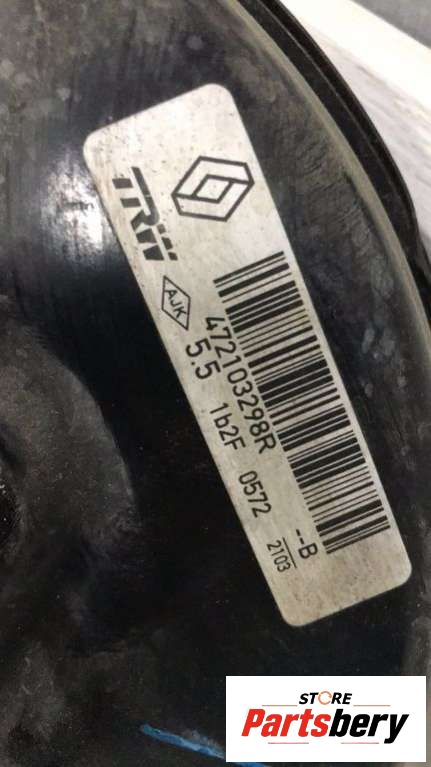 TRW
AJK
472103298R
5.5 1b2F 0572
--B
2103
STORE
Partsbery